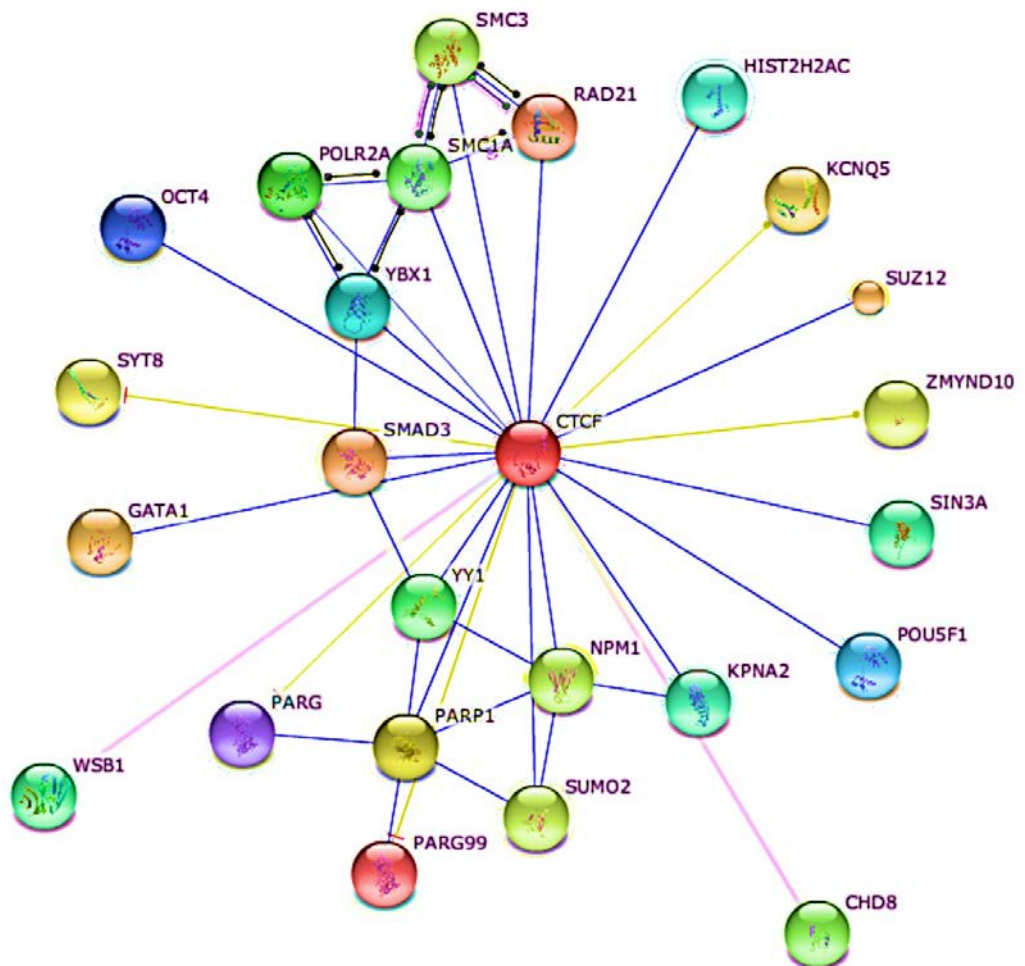 SMC3
HIST2H2AC
RAD21
POLR2A
SMC1A
KCNQ5
OCT4
YBX1
SUZ12
SYT8
ZMYND10
SMAD3
CTCF
GATA1
SIN3A
YY1
NPM1
POU5F1
KPNA2
PARG
PARP1
WSB1
SUMO2
PARG99
CHD8